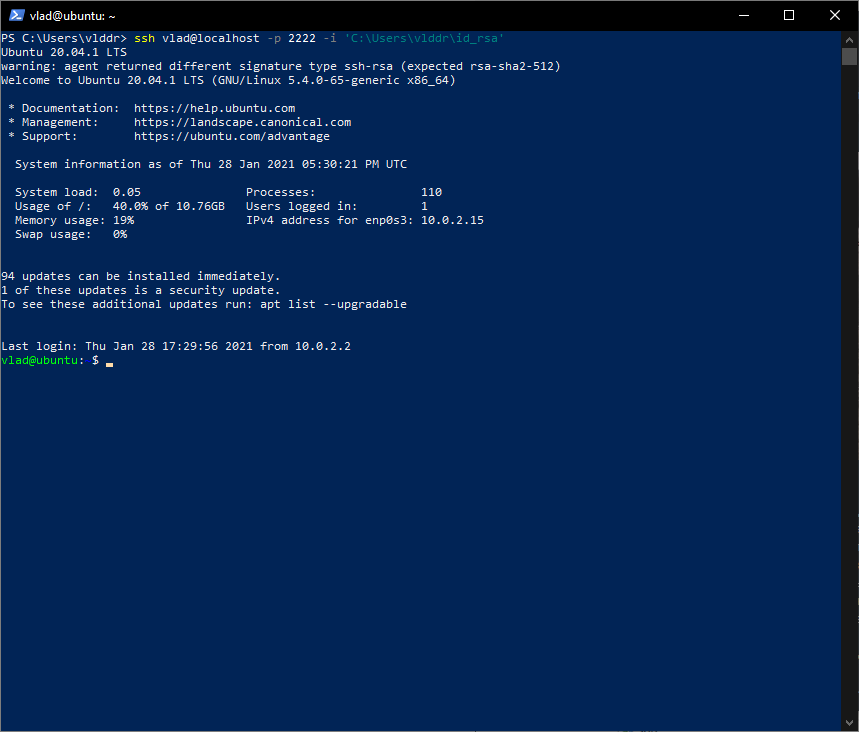 vlad@ubuntu: ~
PS C:\Users\vlddr> ssh vlad@localhost -p 2222 -i 'C:\Users\vlddr\id_rsa'
Ubuntu 20.04.1 LTS
warning: agent returned different signature type ssh-rsa (expected rsa-sha2-512)
Welcome to Ubuntu 20.04.1 LTS (GNU/Linux 5.4.0-65-generic x86_64)
* Documentation:  https://help.ubuntu.com
* Management:     https://landscape.canonical.com
* Support:        https://ubuntu.com/advantage
System information as of Thu 28 Jan 2021 05:30:21 PM UTC
System load:  0.05               Processes:               110
Usage of /:   40.0% of 10.76GB   Users logged in:         1
Memory usage: 19%                IPv4 address for enp0s3: 10.0.2.15
Swap usage:   0%
94 updates can be installed immediately.
1 of these updates is a security update.
To see these additional updates run: apt list --upgradable
Last login: Thu Jan 28 17:29:56 2021 from 10.0.2.2
vlad@ubuntu:~$